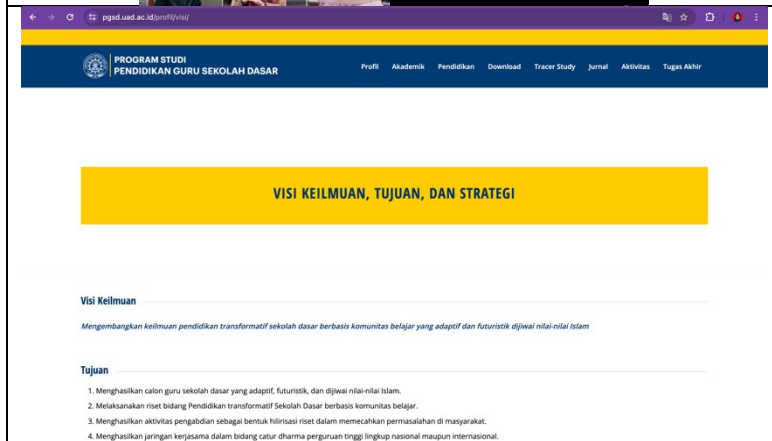 pgsd.uad.ac.id/profil/visi/
PROGRAM STUDI
PENDIDIKAN GURU SEKOLAH DASAR
Profil Akademik Pendidikan Download Tracer Study Jurnal Aktivitas Tugas Akhir
VISI KEILMUAN, TUJUAN, DAN STRATEGI
Visi Keilmuan
Mengembangkan keilmuan pendidikan transformatif sekolah dasar berbasis komunitas belajar yang adaptif dan futuristik dijiwai nilai-nilai Islam
Tujuan
1. Menghasilkan calon guru sekolah dasar yang adaptif, futuristik, dan dijiwai nilai-nilai Islam.
2. Melaksanakan riset bidang Pendidikan transformatif Sekolah Dasar berbasis komunitas belajar.
3. Menghasilkan aktivitas pengabdian sebagai bentuk hilirisasi riset dalam memecahkan permasalahan di masyarakat.
4. Menghasilkan jaringan kerjasama dalam bidang catur dharma perguruan tinggi lingkup nasional maupun internasional.